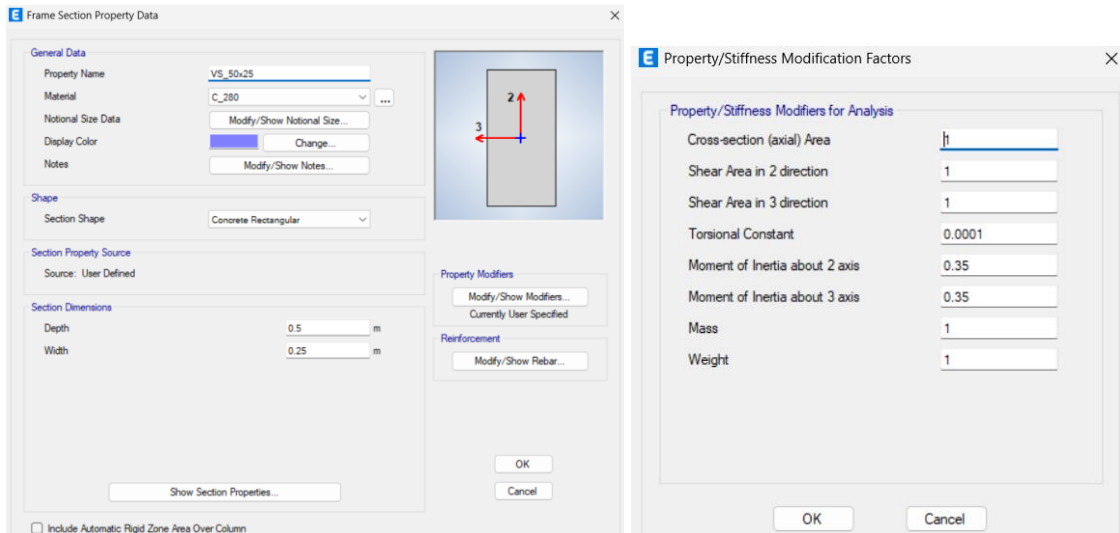 E Frame Section Property Data
General Data
Property Name VS_50x25
Material C_280 ...
Notional Size Data Modify/Show Notional Size...
Display Color Change...
Notes Modify/Show Notes...
Shape
Section Shape Concrete Rectangular
Section Property Source
Source: User Defined
Section Dimensions
Depth 0.5 m
Width 0.25 m
Show Section Properties...
Include Automatic Rigid Zone Area Over Column
2
3
Property Modifiers
Modify/Show Modifiers...
Currently User Specified
Reinforcement
Modify/Show Rebar...
OK
Cancel
E Property/Stiffness Modification Factors
Property/Stiffness Modifiers for Analysis
Cross-section (axial) Area 1
Shear Area in 2 direction 1
Shear Area in 3 direction 1
Torsional Constant 0.0001
Moment of Inertia about 2 axis 0.35
Moment of Inertia about 3 axis 0.35
Mass 1
Weight 1
OK Cancel